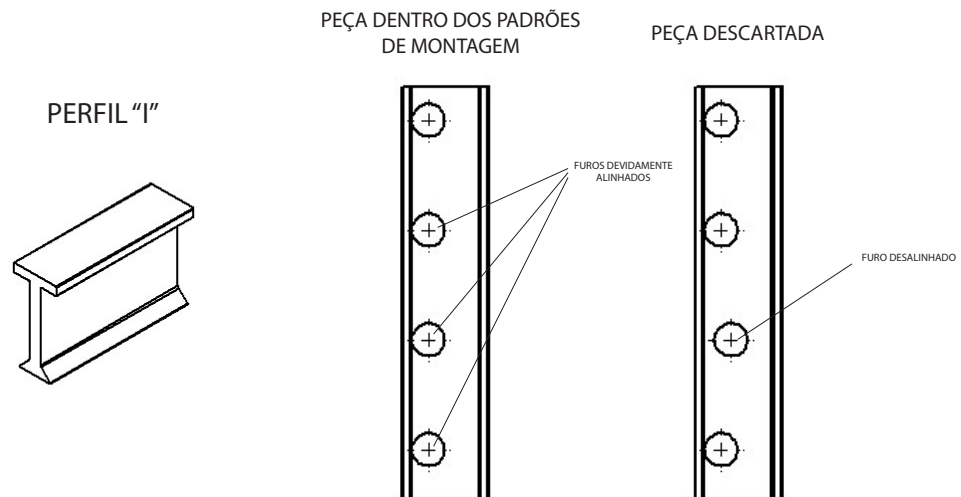 PEÇA DENTRO DOS PADRÕES
DE MONTAGEM
PEÇA DESCARTADA
PERFIL “I”
FUROS DEVIDAMENTE
ALINHADOS
FURO DESALINHADO